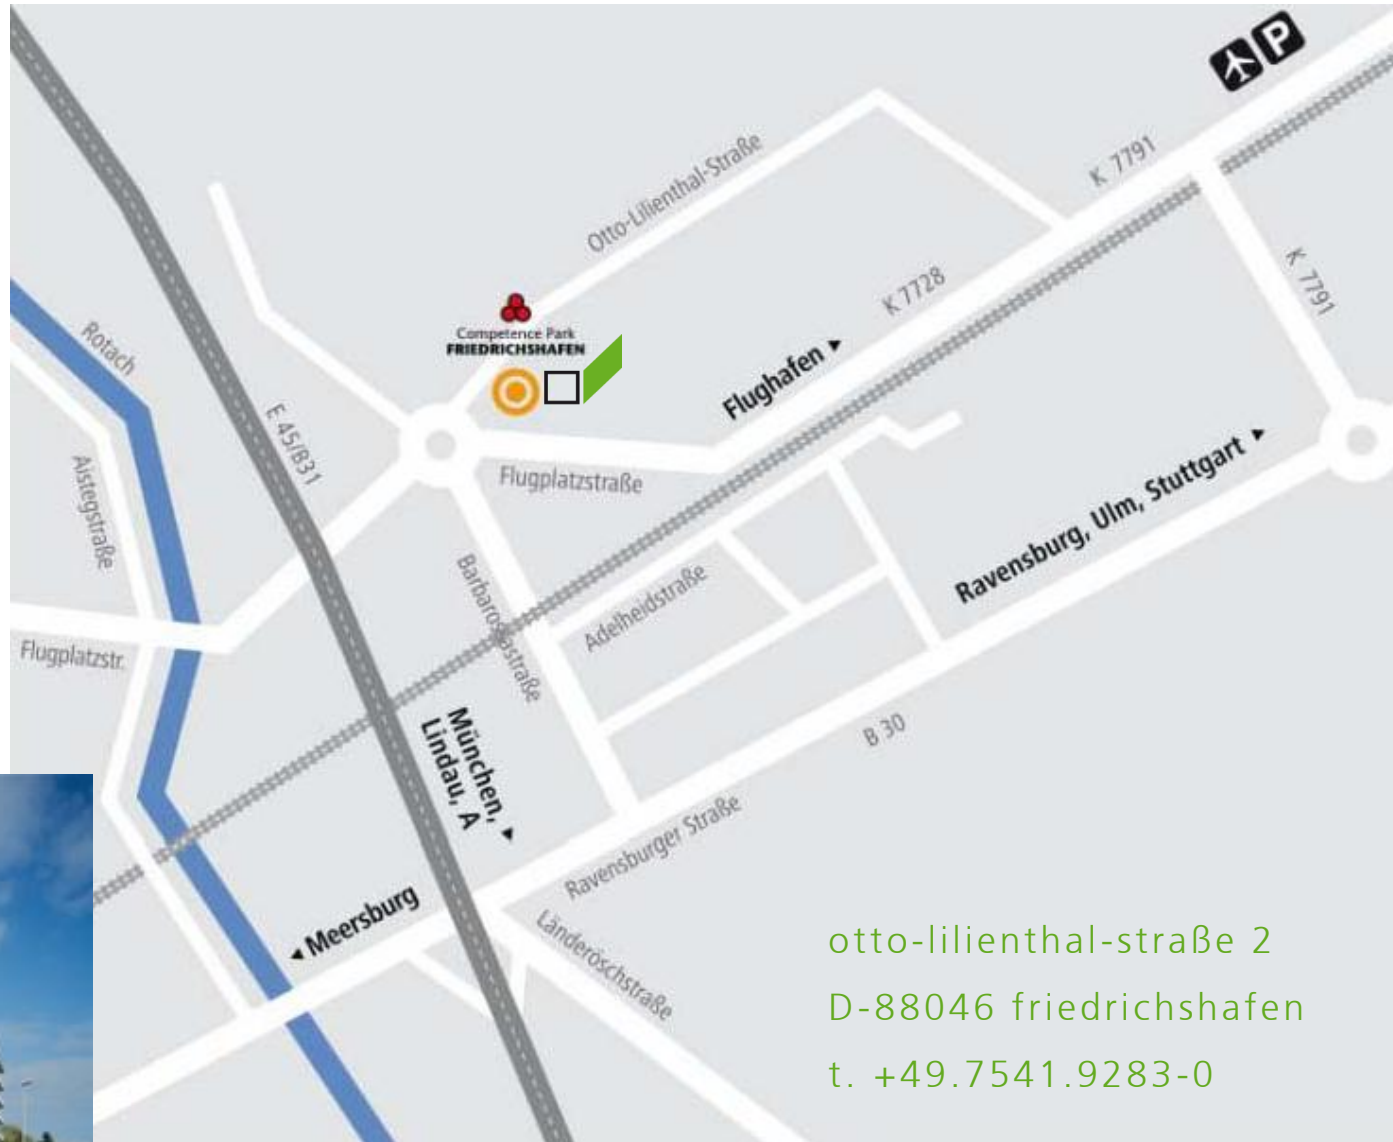 P
K 7791
Otto-Lilienthal-Straße
K 7791
K 7728
Competence Park
FRIEDRICHSHAFEN
Rotach
Flughafen
E 45/B31
Aistegstraße
Flugplatzstraße
Ravensburg, Ulm, Stuttgart
Barbarossastraße
Adelheidstraße
Flugplatzstr.
München,
Lindau, A
B 30
Ravensburger Straße
Meersburg
Länderöschstraße
otto-lilienthal-straße 2
D-88046 friedrichshafen
t. +49.7541.9283-0